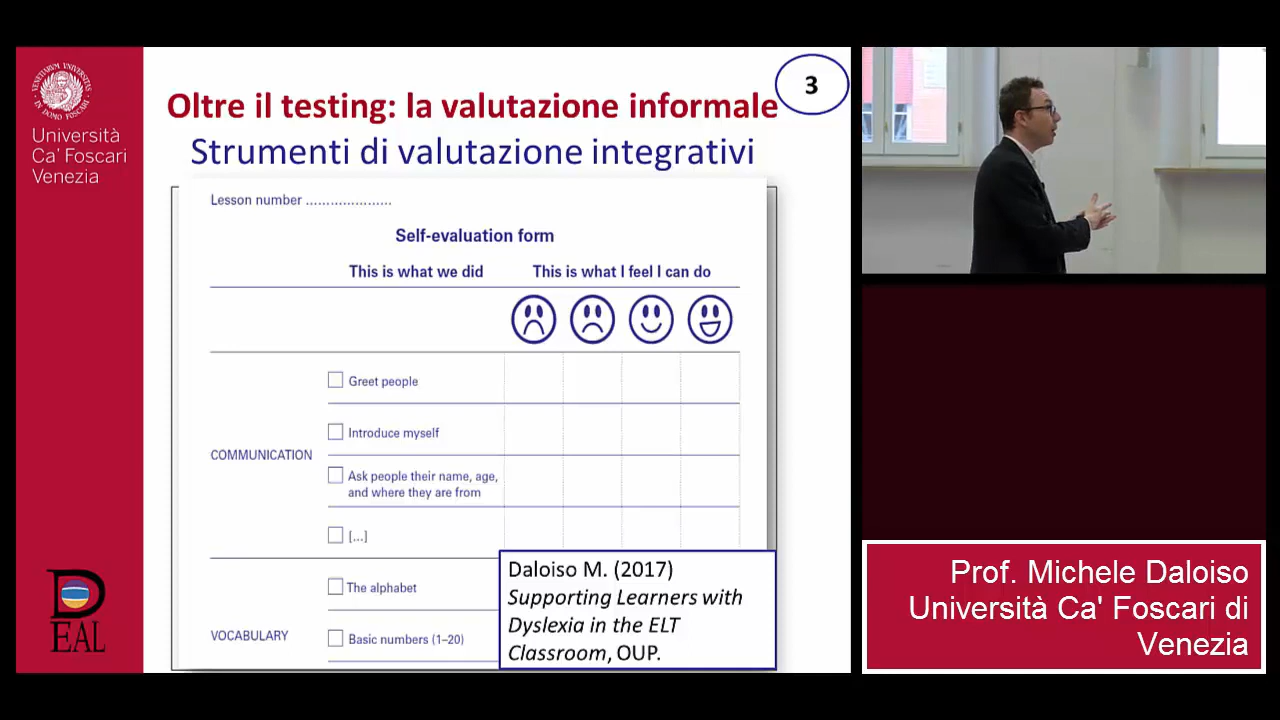 Università
Ca' Foscari
Venezia
3
Oltre il testing: la valutazione informale
Strumenti di valutazione integrativi
Lesson number .....................
Self-evaluation form
This is what we did
This is what I feel I can do
COMMUNICATION
Greet people
Introduce myself
Ask people their name, age,
and where they are from
[...]
VOCABULARY
The alphabet
Basic numbers (1–20)
Daloiso M. (2017)
Supporting Learners with
Dyslexia in the ELT
Classroom, OUP.
DEAL
Prof. Michele Daloiso
Università Ca' Foscari di
Venezia